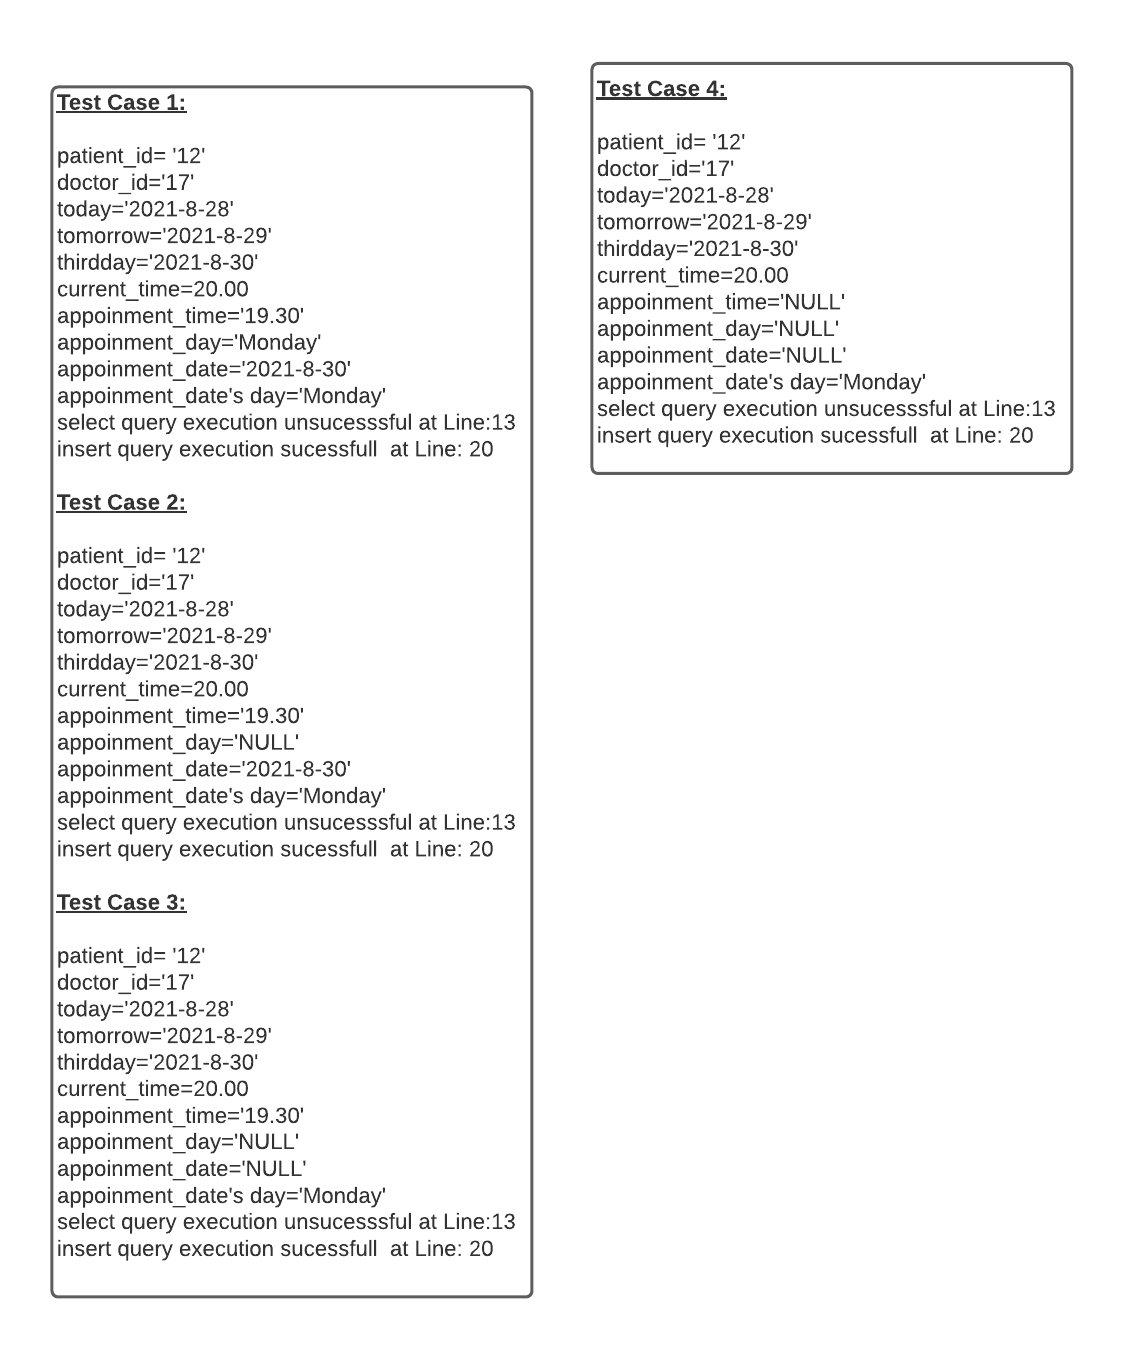 Test Case 1:
patient_id= '12'
doctor_id='17'
today='2021-8-28'
tomorrow='2021-8-29'
thirdday='2021-8-30'
current_time=20.00
appoinment_time='19.30'
appoinment_day='Monday'
appoinment_date='2021-8-30'
appoinment_date's day='Monday'
select query execution unsucesssful at Line:13
insert query execution sucessfull  at Line: 20
Test Case 2:
patient_id= '12'
doctor_id='17'
today='2021-8-28'
tomorrow='2021-8-29'
thirdday='2021-8-30'
current_time=20.00
appoinment_time='19.30'
appoinment_day='NULL'
appoinment_date='2021-8-30'
appoinment_date's day='Monday'
select query execution unsucesssful at Line:13
insert query execution sucessfull  at Line: 20
Test Case 3:
patient_id= '12'
doctor_id='17'
today='2021-8-28'
tomorrow='2021-8-29'
thirdday='2021-8-30'
current_time=20.00
appoinment_time='19.30'
appoinment_day='NULL'
appoinment_date='NULL'
appoinment_date's day='Monday'
select query execution unsucesssful at Line:13
insert query execution sucessfull  at Line: 20
Test Case 4:
patient_id= '12'
doctor_id='17'
today='2021-8-28'
tomorrow='2021-8-29'
thirdday='2021-8-30'
current_time=20.00
appoinment_time='NULL'
appoinment_day='NULL'
appoinment_date='NULL'
appoinment_date's day='Monday'
select query execution unsucesssful at Line:13
insert query execution sucessfull  at Line: 20